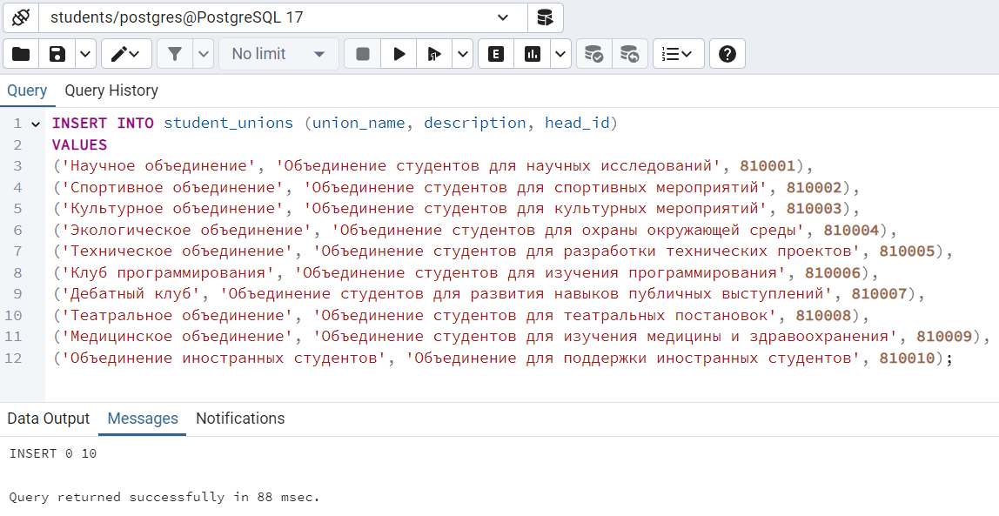 students/postgres@PostgreSQL 17
No limit
E
Query Query History
1 INSERT INTO student_unions (union_name, description, head_id)
2 VALUES
3 ('Научное объединение', 'Объединение студентов для научных исследований', 810001),
4 ('Спортивное объединение', 'Объединение студентов для спортивных мероприятий', 810002),
5 ('Культурное объединение', 'Объединение студентов для культурных мероприятий', 810003),
6 ('Экологическое объединение', 'Объединение студентов для охраны окружающей среды', 810004),
7 ('Техническое объединение', 'Объединение студентов для разработки технических проектов', 810005),
8 ('Клуб программирования', 'Объединение студентов для изучения программирования', 810006),
9 ('Дебатный клуб', 'Объединение студентов для развития навыков публичных выступлений', 810007),
10 ('Театральное объединение', 'Объединение студентов для театральных постановок', 810008),
11 ('Медицинское объединение', 'Объединение студентов для изучения медицины и здравоохранения', 810009),
12 ('Объединение иностранных студентов', 'Объединение для поддержки иностранных студентов', 810010);
Data Output Messages Notifications
INSERT 0 10
Query returned successfully in 88 msec.